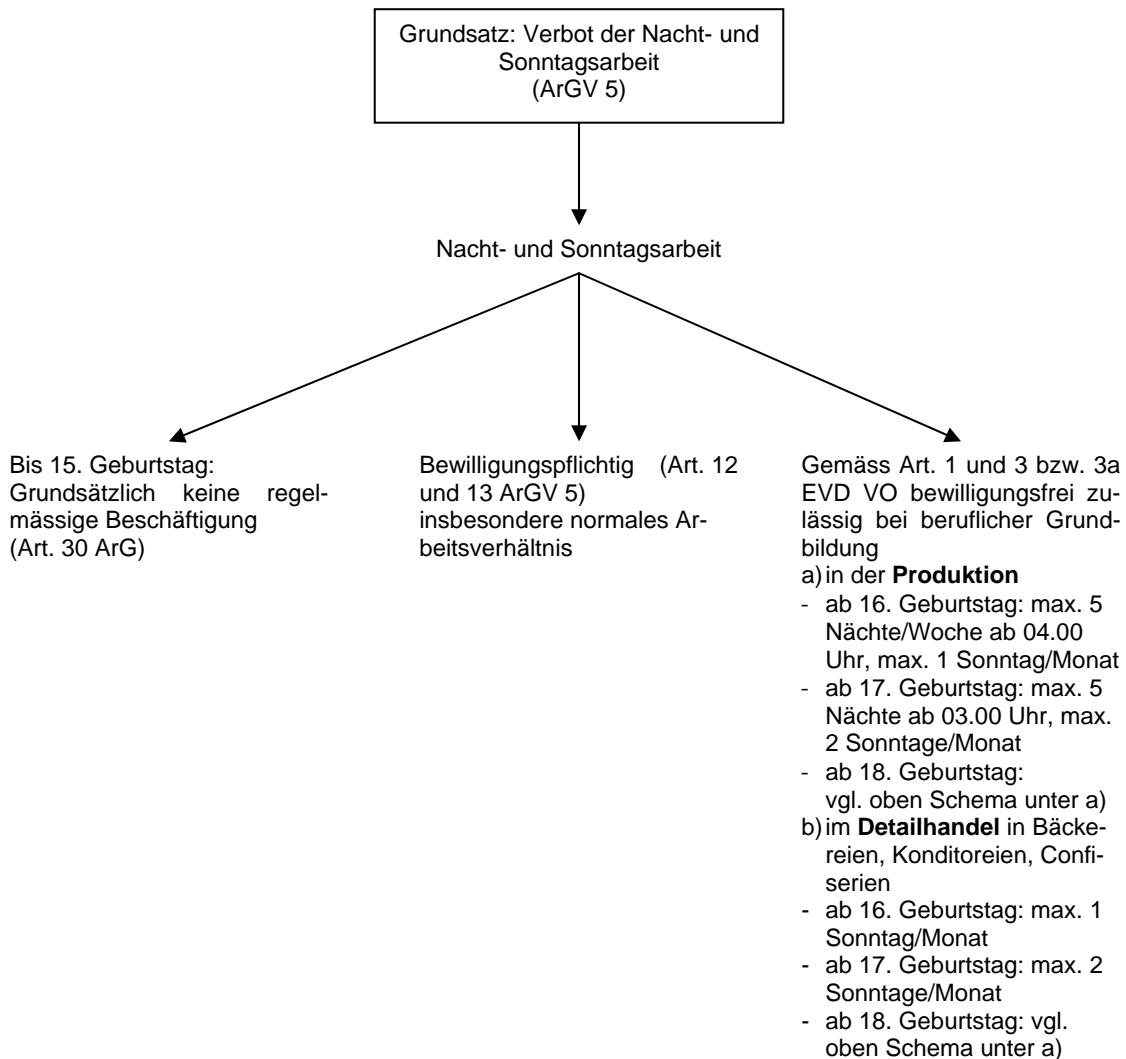 Grundsatz: Verbot der Nacht- und
Sonntagsarbeit
(ArGV 5)
Nacht- und Sonntagsarbeit
Bis 15. Geburtstag:
Grundsätzlich keine regel-
mässige Beschäftigung
(Art. 30 ArG)
Bewilligungspflichtig (Art. 12
und 13 ArGV 5)
insbesondere normales Ar-
beitsverhältnis
Gemäss Art. 1 und 3 bzw. 3a
EVD VO bewilligungsfrei zu-
lässig bei beruflicher Grund-
bildung
a) in der Produktion
- ab 16. Geburtstag: max. 5
Nächte/Woche ab 04.00
Uhr, max. 1 Sonntag/Monat
- ab 17. Geburtstag: max. 5
Nächte ab 03.00 Uhr, max.
2 Sonntage/Monat
- ab 18. Geburtstag:
vgl. oben Schema unter a)
b) im Detailhandel in Bäcke-
reien, Konditoreien, Confi-
serien
- ab 16. Geburtstag: max. 1
Sonntag/Monat
- ab 17. Geburtstag: max. 2
Sonntage/Monat
- ab 18. Geburtstag: vgl.
oben Schema unter a)